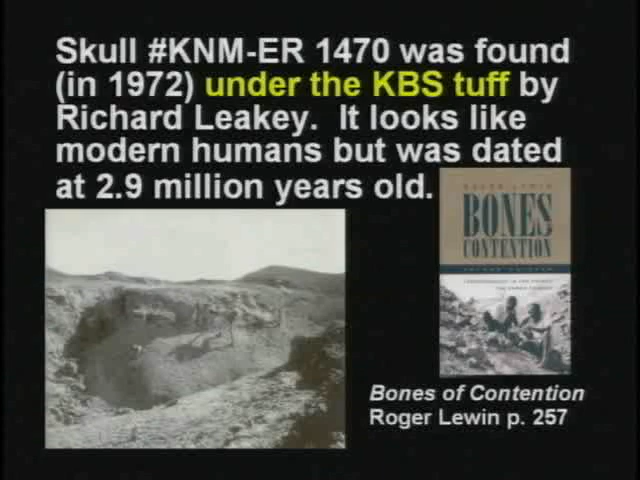 Skull #KNM-ER 1470 was found
(in 1972) under the KBS tuff by
Richard Leakey.  It looks like
modern humans but was dated
at 2.9 million years old.
BONES
CONTENTION
Bones of Contention
Roger Lewin p. 257